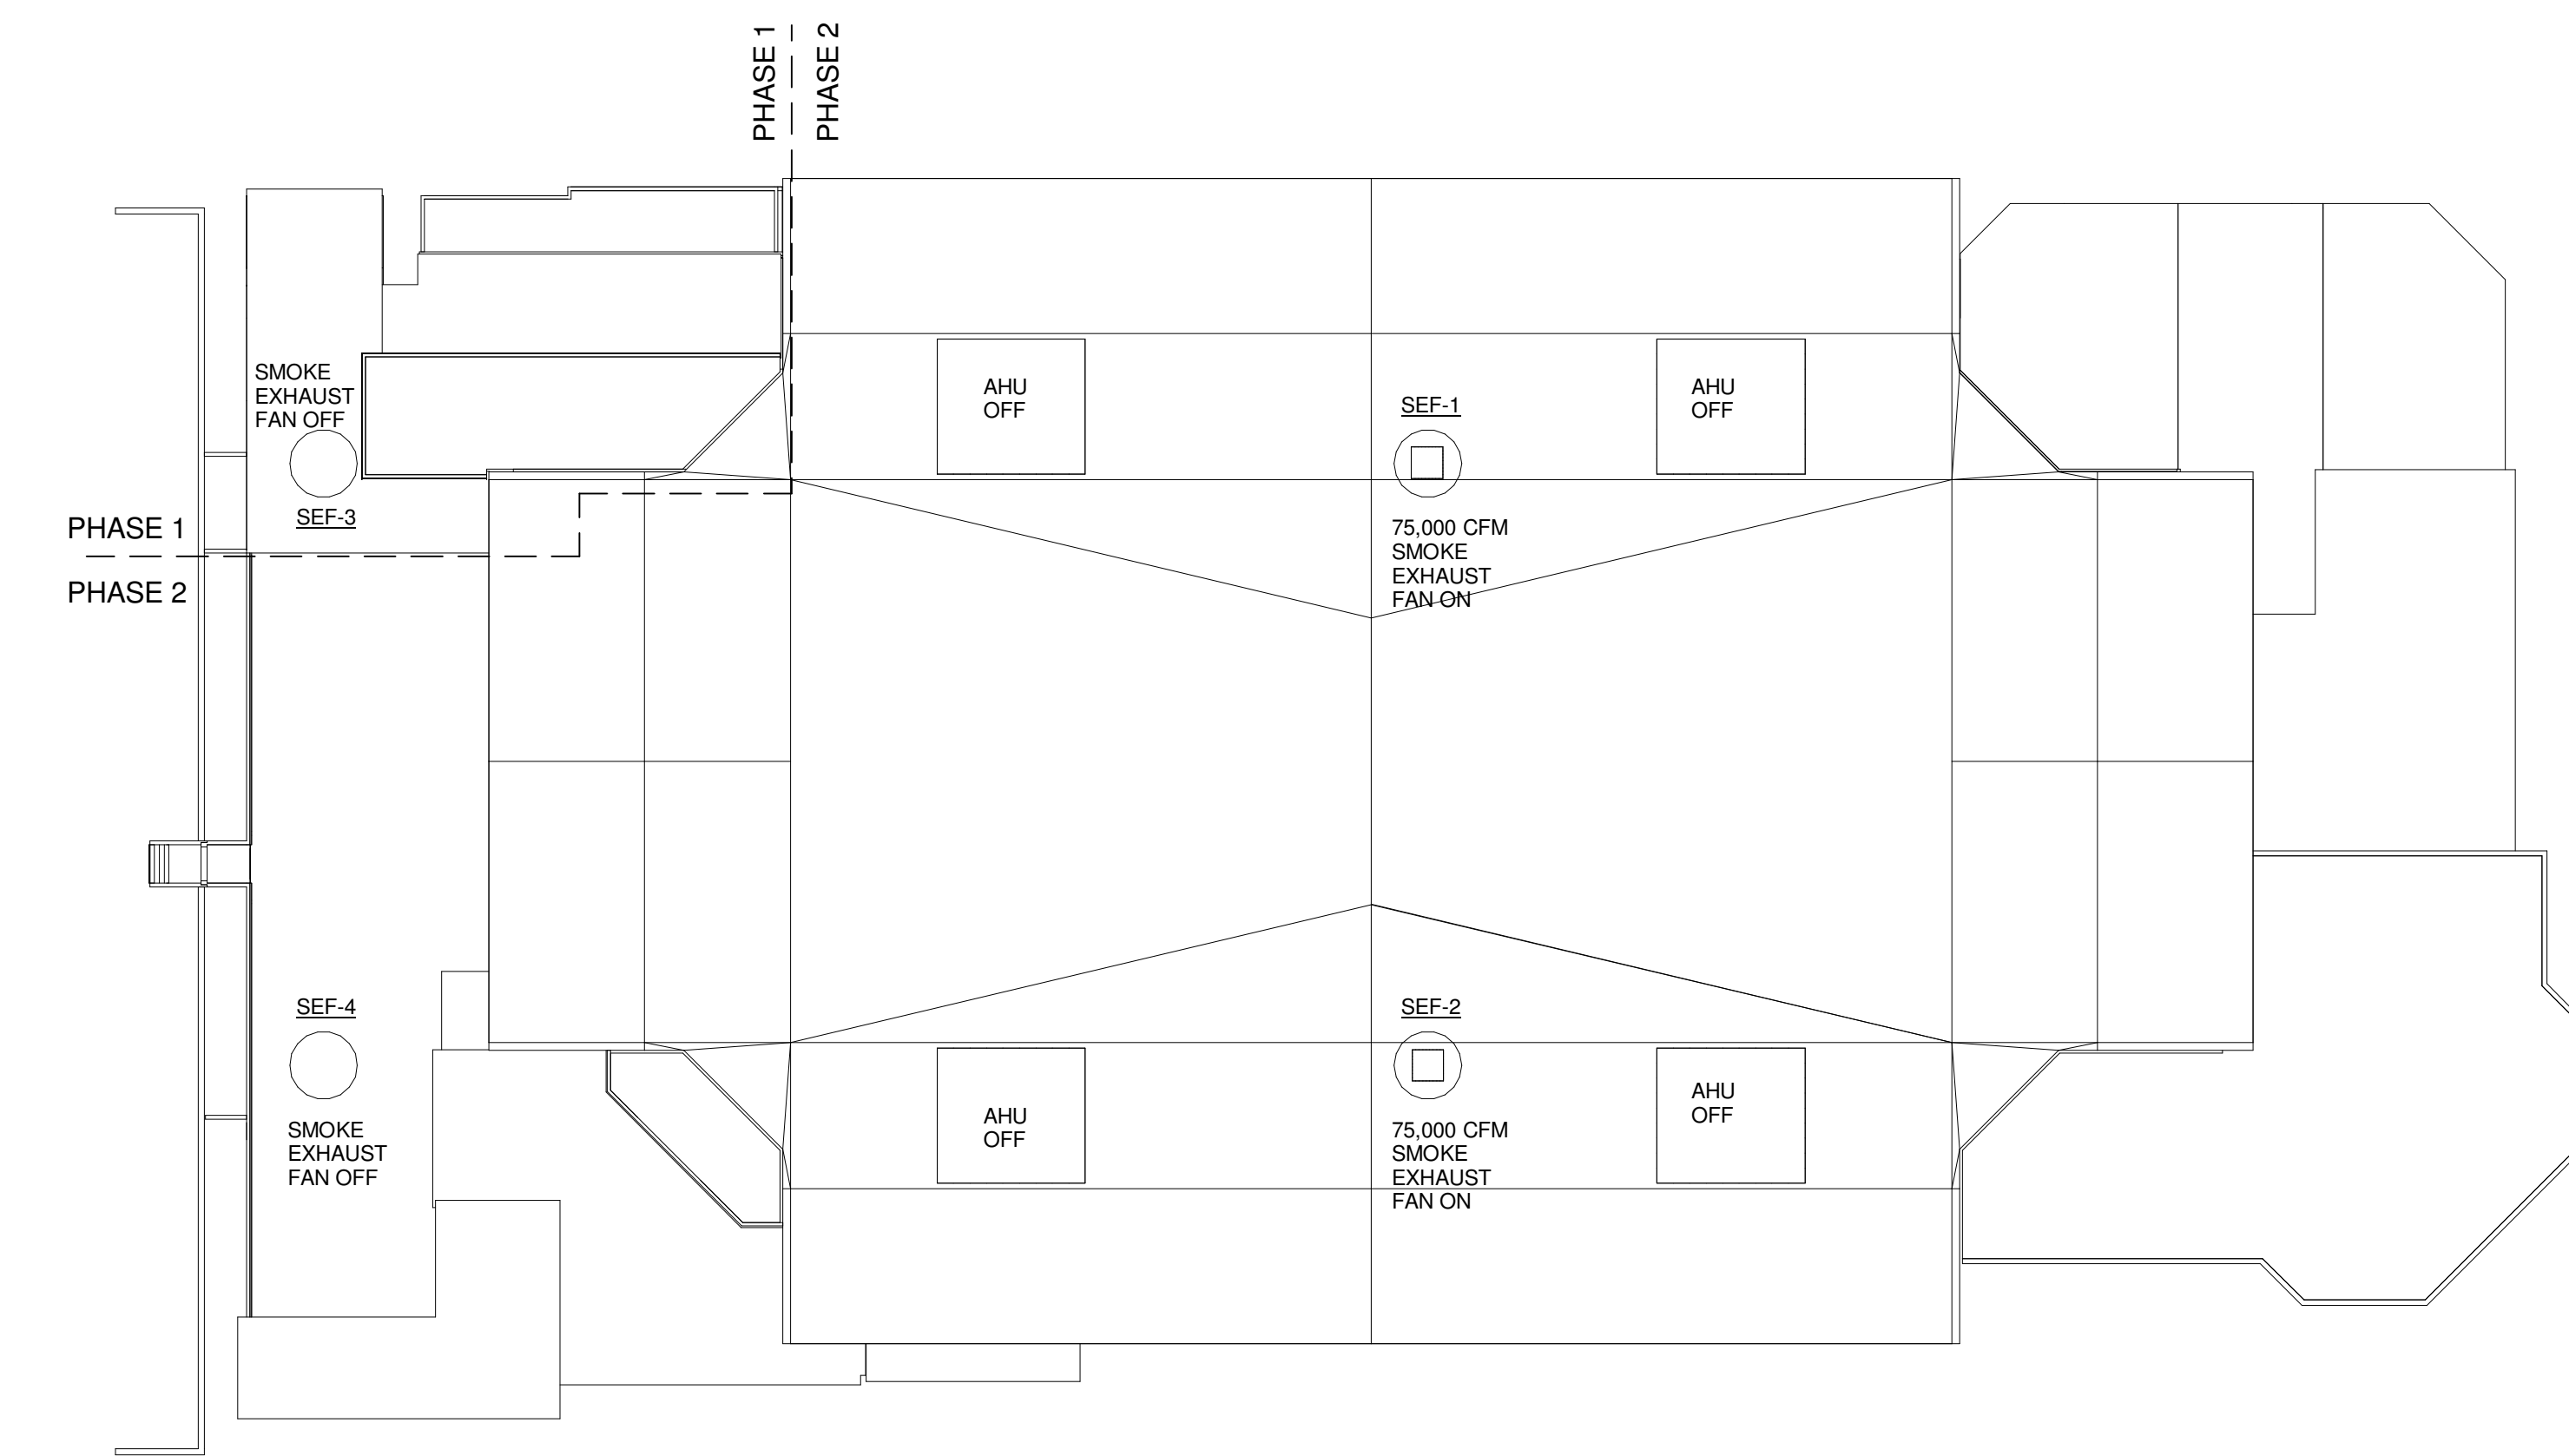 PHASE 1
PHASE 2
SMOKE
EXHAUST
FAN OFF
SEF-3
AHU
OFF
SEF-1
AHU
OFF
75,000 CFM
SMOKE
EXHAUST
FAN ON
PHASE 1
PHASE 2
SEF-4
SMOKE
EXHAUST
FAN OFF
AHU
OFF
SEF-2
75,000 CFM
SMOKE
EXHAUST
FAN ON
AHU
OFF